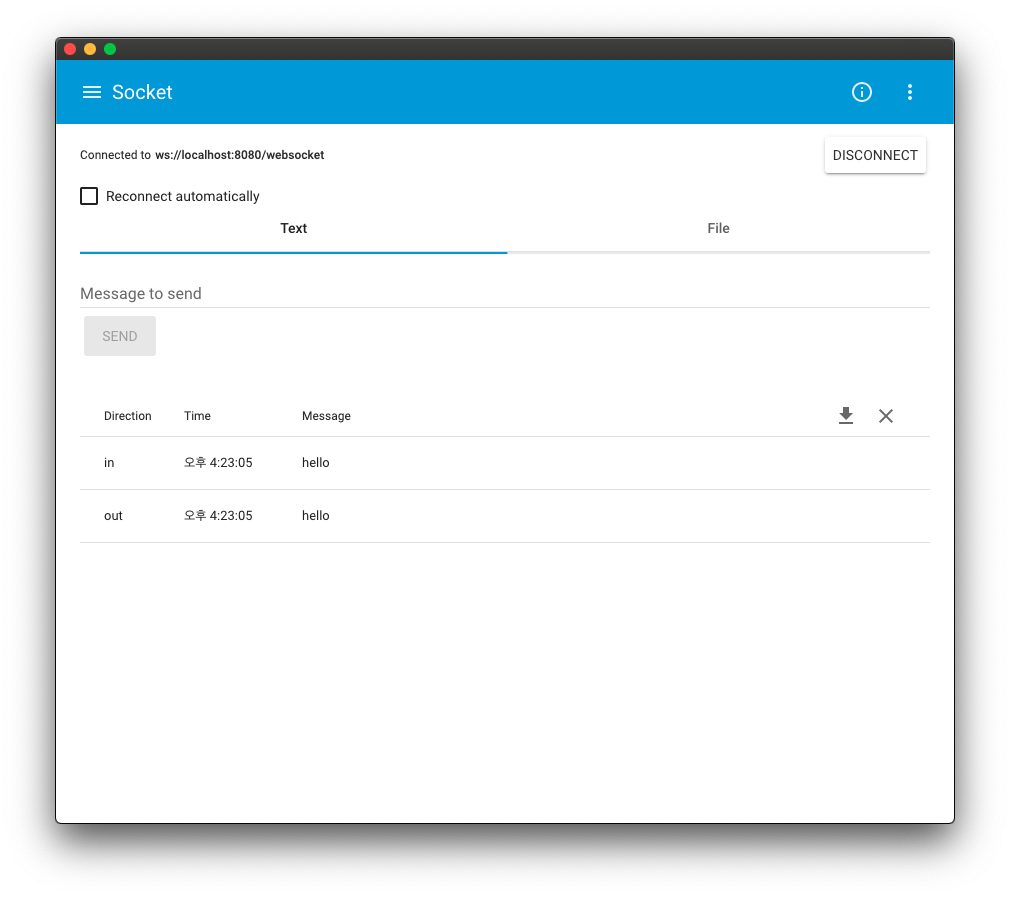 Socket
Connected to ws://localhost:8080/websocket
DISCONNECT
Reconnect automatically
Text File
Message to send
SEND
Direction Time Message
in 오후 4:23:05 hello
out 오후 4:23:05 hello